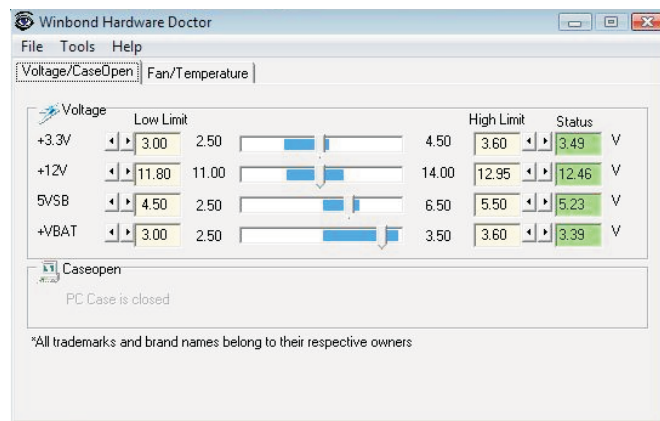 Winbond Hardware Doctor
File Tools Help
Voltage/CaseOpen Fan/Temperature
Voltage
Low Limit High Limit Status
+3.3V 3.00 2.50 4.50 3.60 3.49 V
+12V 11.80 11.00 14.00 12.95 12.46 V
5VSB 4.50 2.50 6.50 5.50 5.23 V
+VBAT 3.00 2.50 3.50 3.60 3.39 V
Caseopen
PC Case is closed
*All trademarks and brand names belong to their respective owners